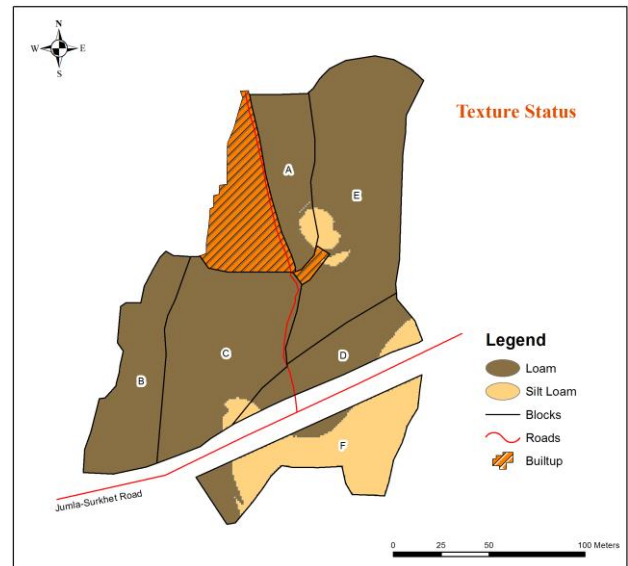 N
W E
S
Texture Status
A
E
B
C
D
F
Jumla-Surkhet Road
Legend
Loam
Silt Loam
Blocks
Roads
Builtup
0 25 50 100 Meters